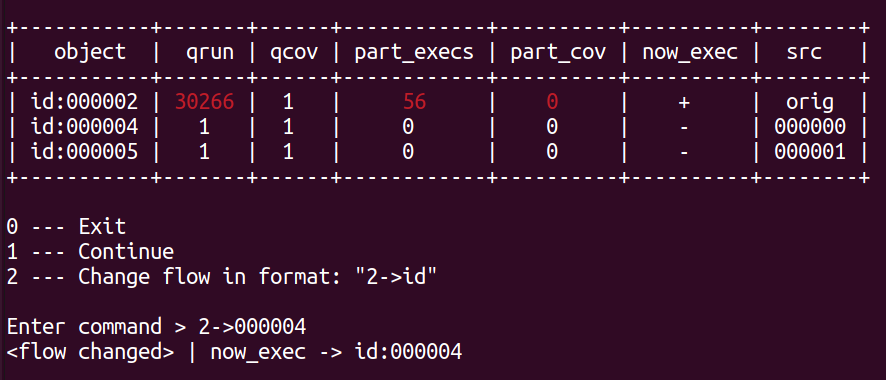 +-----------+-------+------+------------+----------+----------+--------+
|   object  |  qrun | qcov | part_execs | part_cov | now_exec |  src   |
+-----------+-------+------+------------+----------+----------+--------+
| id:000002 | 30266 |  1   |     56     |    0     |    +     |  orig  |
| id:000004 |   1   |  1   |     0      |    0     |    -     | 000000 |
| id:000005 |   1   |  1   |     0      |    0     |    -     | 000001 |
+-----------+-------+------+------------+----------+----------+--------+
0 --- Exit
1 --- Continue
2 --- Change flow in format: "2->id"
Enter command > 2->000004
<flow changed> | now_exec -> id:000004